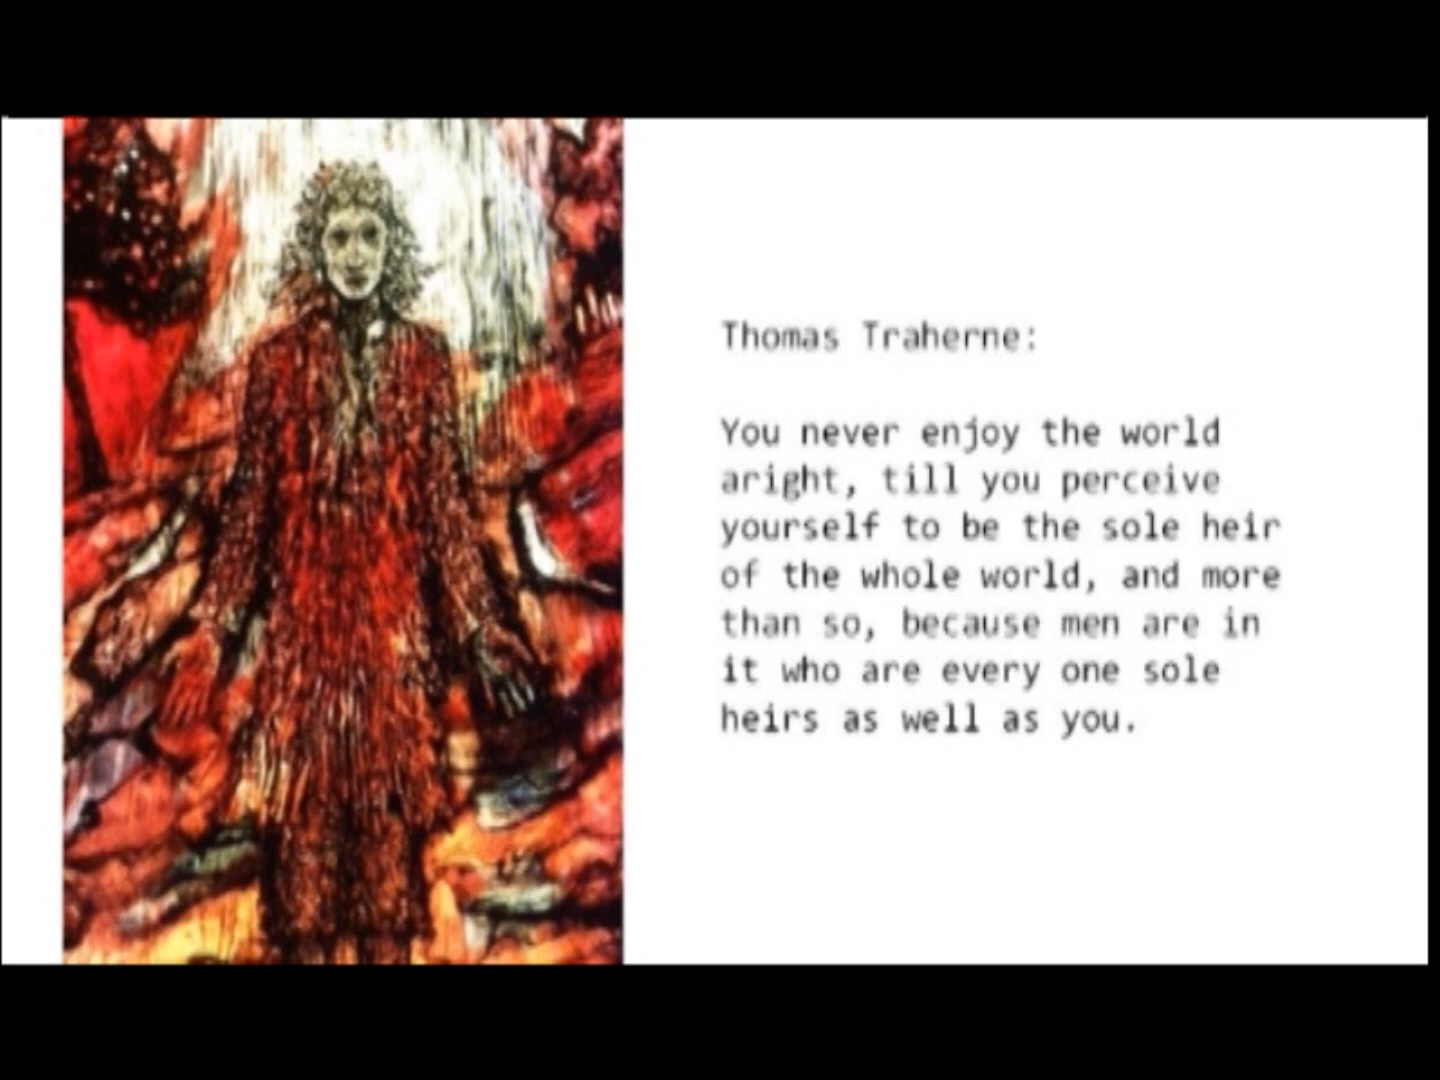 Thomas Traherne:
You never enjoy the world
aright, till you perceive
yourself to be the sole heir
of the whole world, and more
than so, because men are in
it who are every one sole
heirs as well as you.